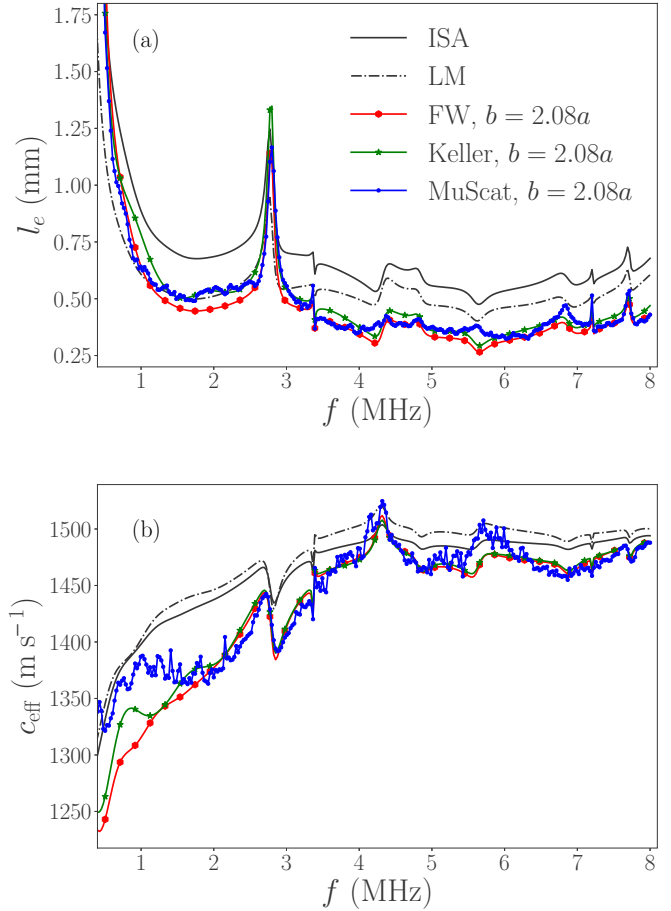 1.75
1.50
1.25
1.00
0.75
0.50
0.25
l_e (mm)
(a)
ISA
LM
FW, b = 2.08a
Keller, b = 2.08a
MuScat, b = 2.08a
1 2 3 4 5 6 7 8
f (MHz)
(b)
1500
1450
1400
1350
1300
1250
c_eff (m s⁻¹)
1 2 3 4 5 6 7 8
f (MHz)